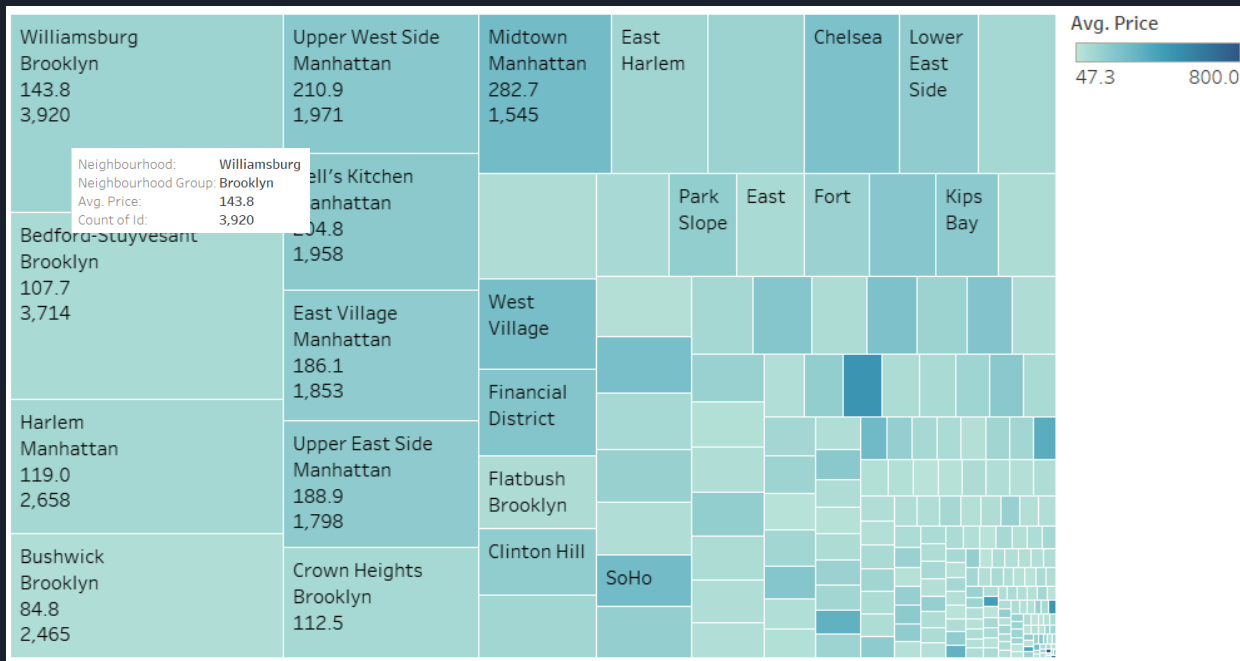 Williamsburg
Brooklyn
143.8
3,920
Neighbourhood: Williamsburg
Neighbourhood Group: Brooklyn
Avg. Price: 143.8
Count of Id: 3,920
Bedford-Stuyvesant
Brooklyn
107.7
3,714
Harlem
Manhattan
119.0
2,658
Bushwick
Brooklyn
84.8
2,465
Upper West Side
Manhattan
210.9
1,971
ell's Kitchen
anhattan
04.8
1,958
East Village
Manhattan
186.1
1,853
Upper East Side
Manhattan
188.9
1,798
Crown Heights
Brooklyn
112.5
Midtown
Manhattan
282.7
1,545
East
Harlem
Chelsea
Lower
East
Side
Park
Slope
East
Fort
Kips
Bay
West
Village
Financial
District
Flatbush
Brooklyn
Clinton Hill
SoHo
Avg. Price
47.3 800.0